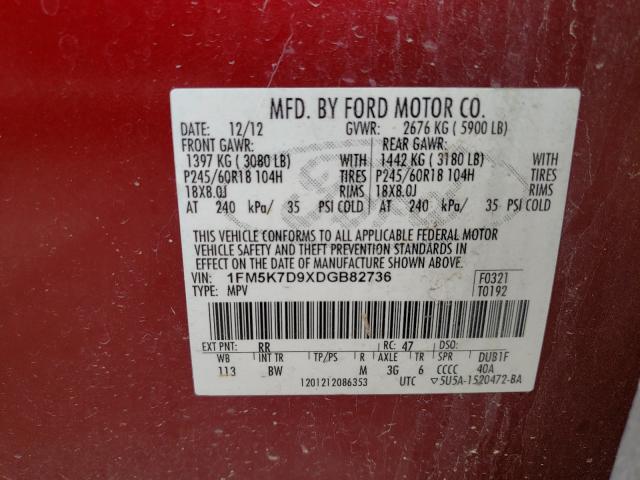 MFD. BY FORD MOTOR CO.
DATE: 12/12 GVWR: 2676 KG ( 5900 LB)
FRONT GAWR: REAR GAWR:
1397 KG ( 3080 LB) WITH 1442 KG ( 3180 LB) WITH
P245/60R18 104H TIRES P245/60R18 104H TIRES
18X8.0J RIMS 18X8.0J RIMS
AT 240 kPa/ 35 PSI COLD AT 240 kPa/ 35 PSI COLD
THIS VEHICLE CONFORMS TO ALL APPLICABLE FEDERAL MOTOR
VEHICLE SAFETY AND THEFT PREVENTION STANDARDS IN
EFFECT ON THE DATE OF MANUFACTURE SHOWN ABOVE.
VIN: 1FM5K7D9XDGB82736 F0321
TYPE: MPV T0192
EXT PNT: RR RC: 47 DSO:
WB INT TR TP/PS R AXLE TR SPR DUB1F
113 BW M 3G 6 CCCC 40A
1201212086353 UTC ▽5U5A-1520472-BA
Ford